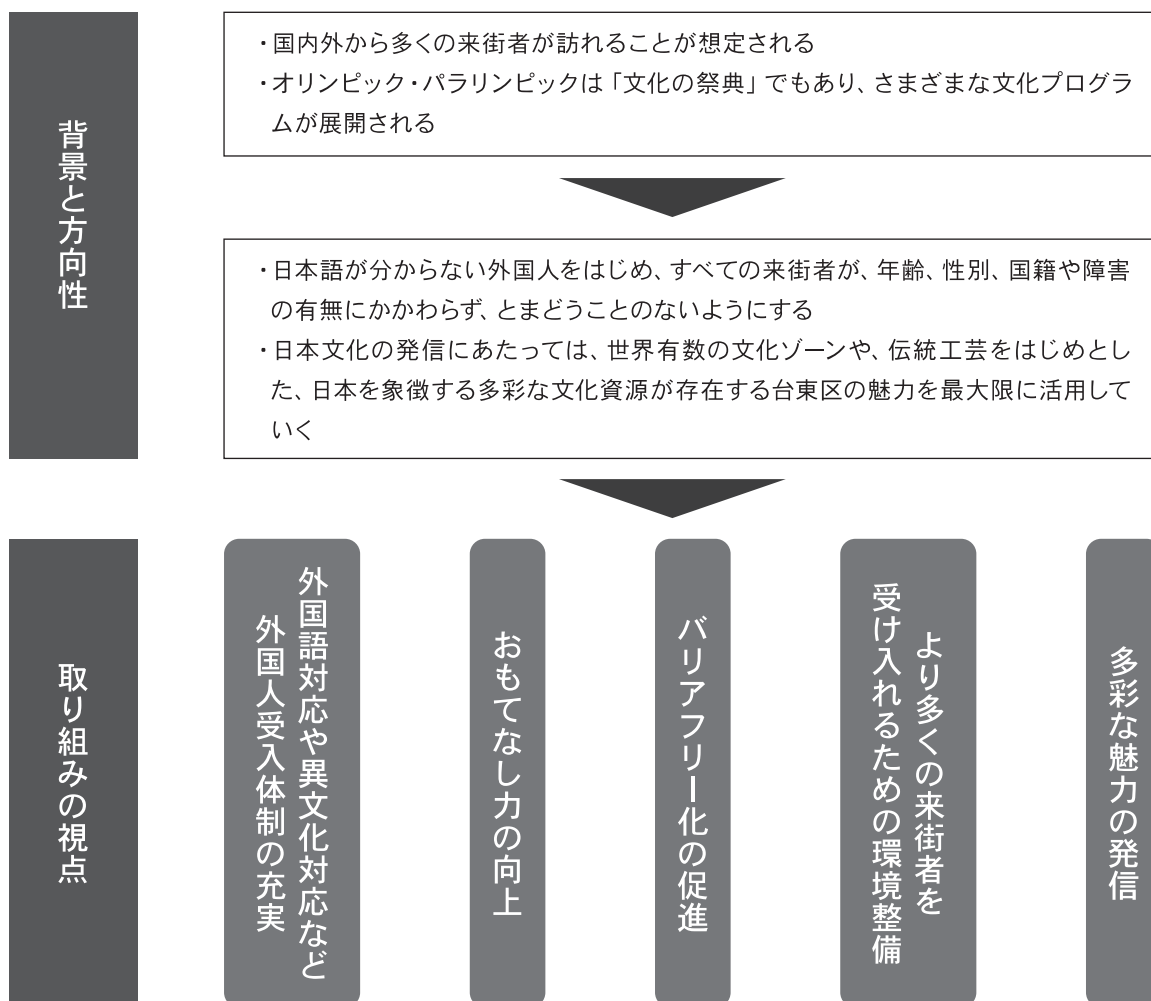 背景と方向性
・国内外から多くの来街者が訪れることが想定される
・オリンピック・パラリンピックは「文化の祭典」でもあり、さまざまな文化プログラ
ムが展開される
・日本語が分からない外国人をはじめ、すべての来街者が、年齢、性別、国籍や障害
の有無にかかわらず、とまどうことのないようにする
・日本文化の発信にあたっては、世界有数の文化ゾーンや、伝統工芸をはじめとし
た、日本を象徴する多彩な文化資源が存在する台東区の魅力を最大限に活用して
いく
取り組みの視点
外国語対応や異文化対応など
外国人受入体制の充実
おもてなし力の向上
バリアフリー化の促進
より多くの来街者を
受け入れるための環境整備
多彩な魅力の発信